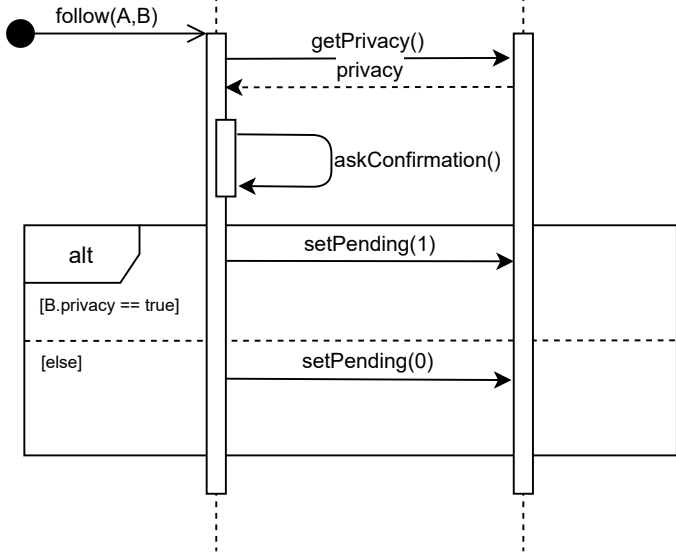 follow(A,B)
getPrivacy()
privacy
askConfirmation()
alt
setPending(1)
[B.privacy == true]
[else]
setPending(0)